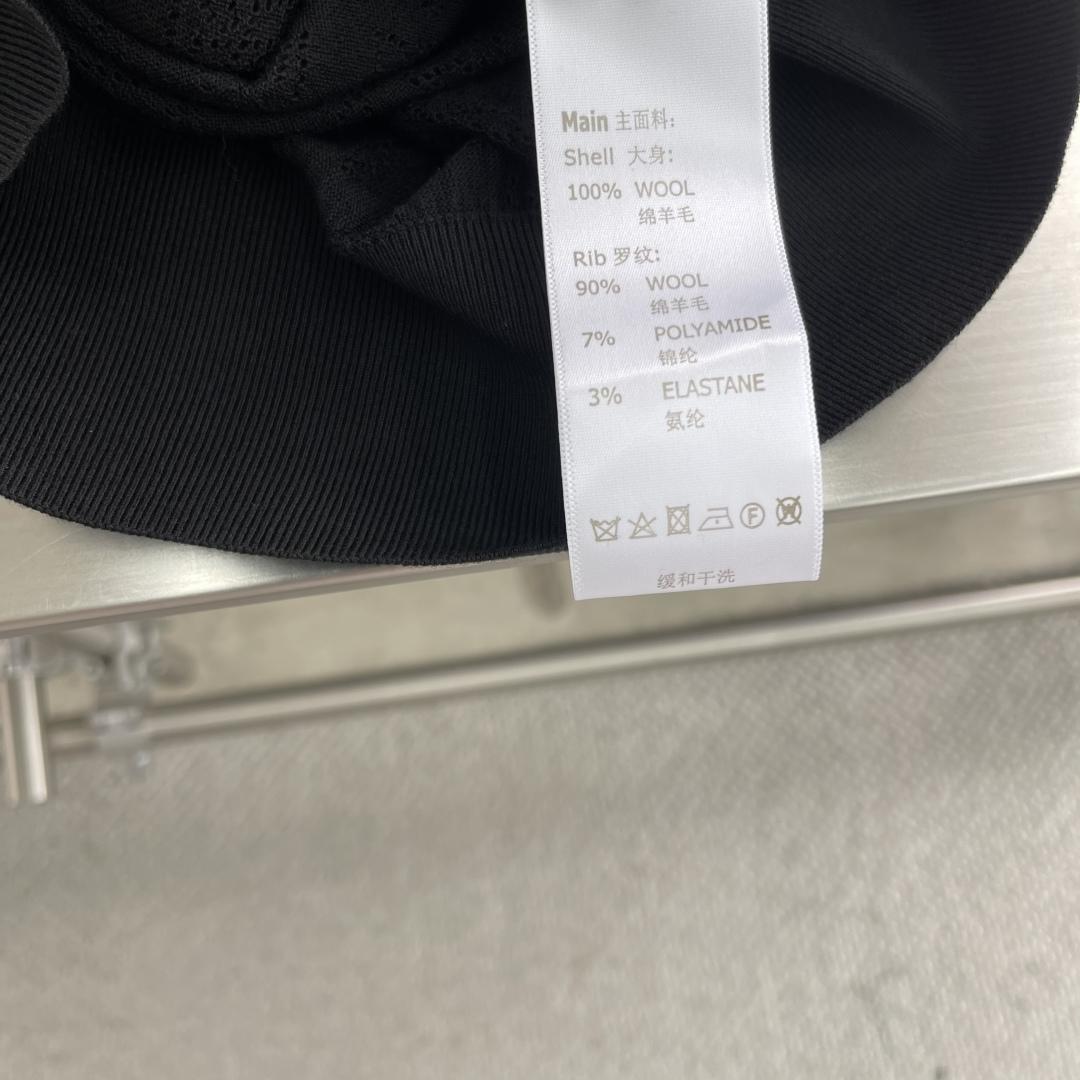 Main 主面料:
Shell 大身:
100% WOOL
绵羊毛
Rib 罗纹:
90% WOOL
绵羊毛
7% POLYAMIDE
锦纶
3% ELASTANE
氨纶
F W
缓和干洗